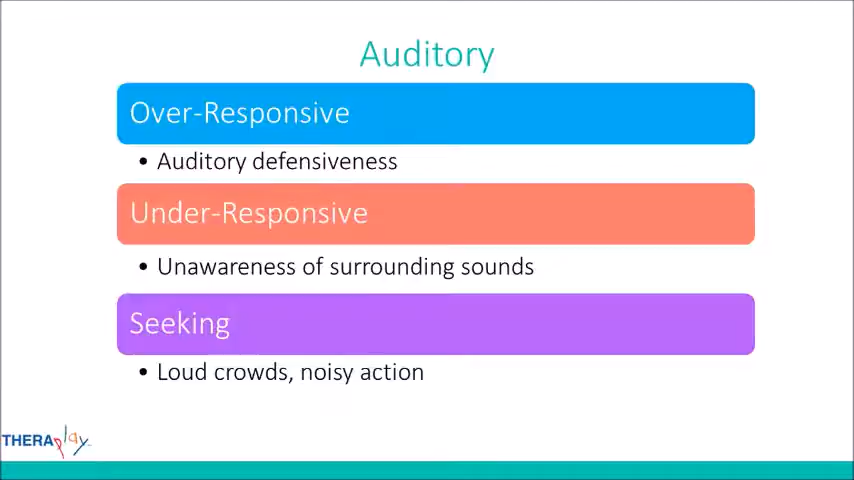 Auditory
Over-Responsive
• Auditory defensiveness
Under-Responsive
• Unawareness of surrounding sounds
Seeking
• Loud crowds, noisy action
THERAplay